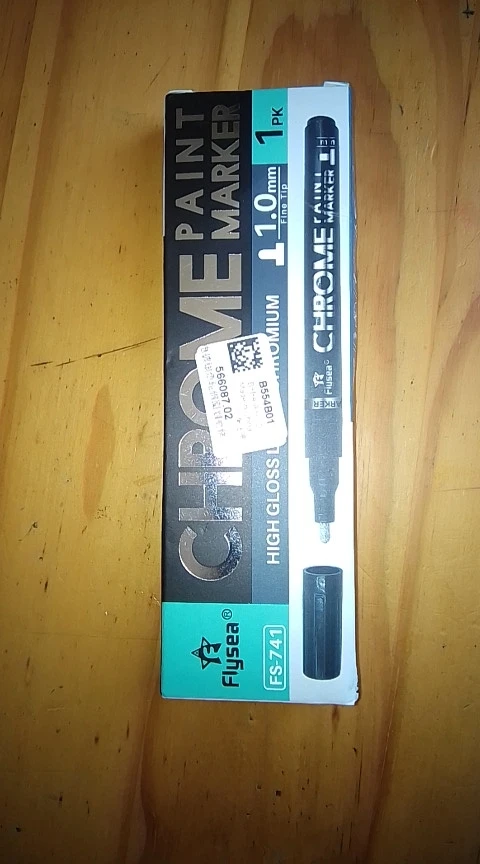 CHROME
PAINT
MARKER
1PK
1.0mm
Fine Tip
HIGH GLOSS
Flysea®
FS-741
B554B01
566087.02
CHROME
PAINT
MARKER
Flysea